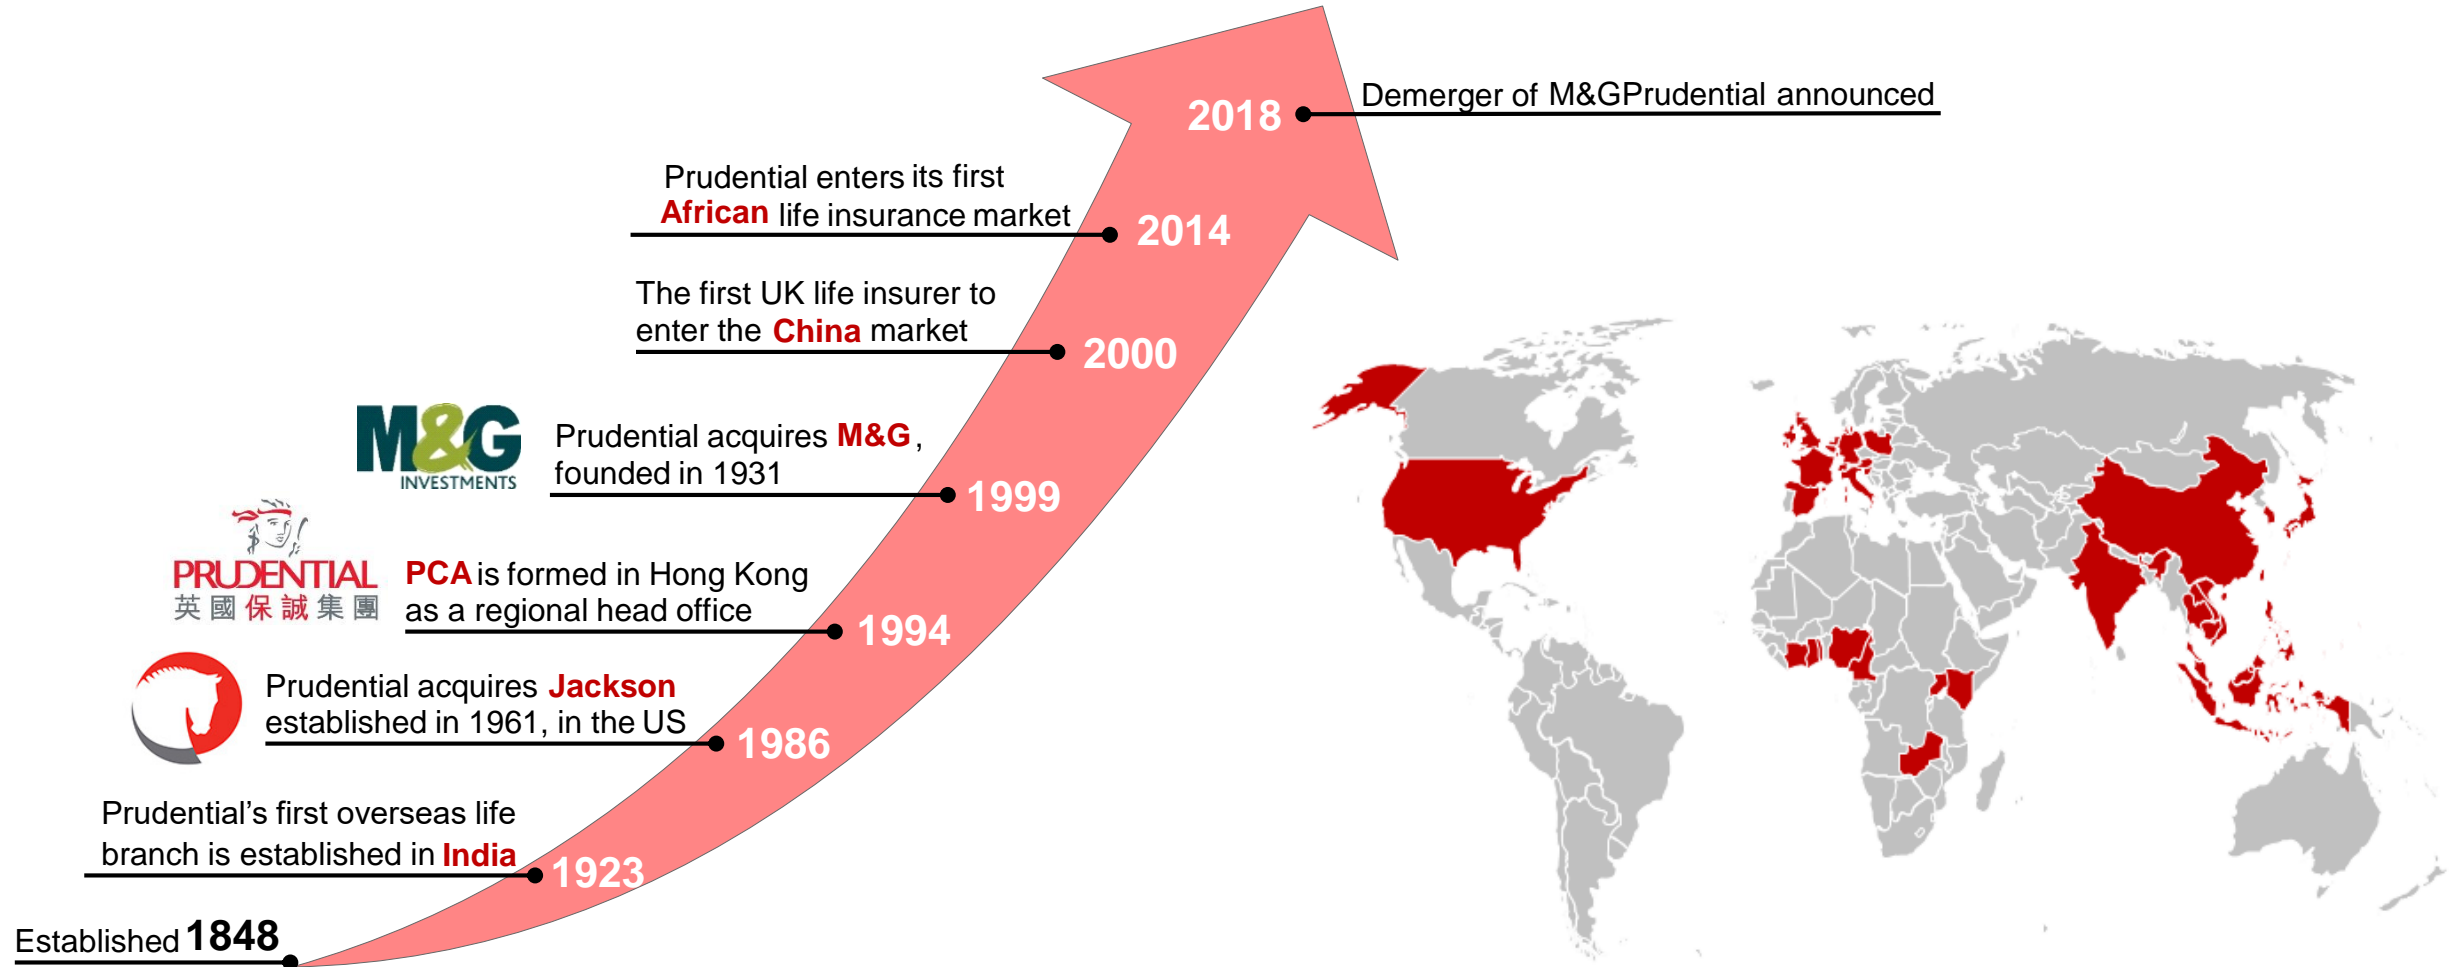 2018
Demerger of M&GPrudential announced
Prudential enters its first
African life insurance market
2014
The first UK life insurer to
enter the China market
2000
M&G
INVESTMENTS
Prudential acquires M&G,
founded in 1931
1999
PRUDENTIAL
英國保誠集團
PCA is formed in Hong Kong
as a regional head office
1994
Prudential acquires Jackson
established in 1961, in the US
1986
Prudential’s first overseas life
branch is established in India
1923
Established 1848